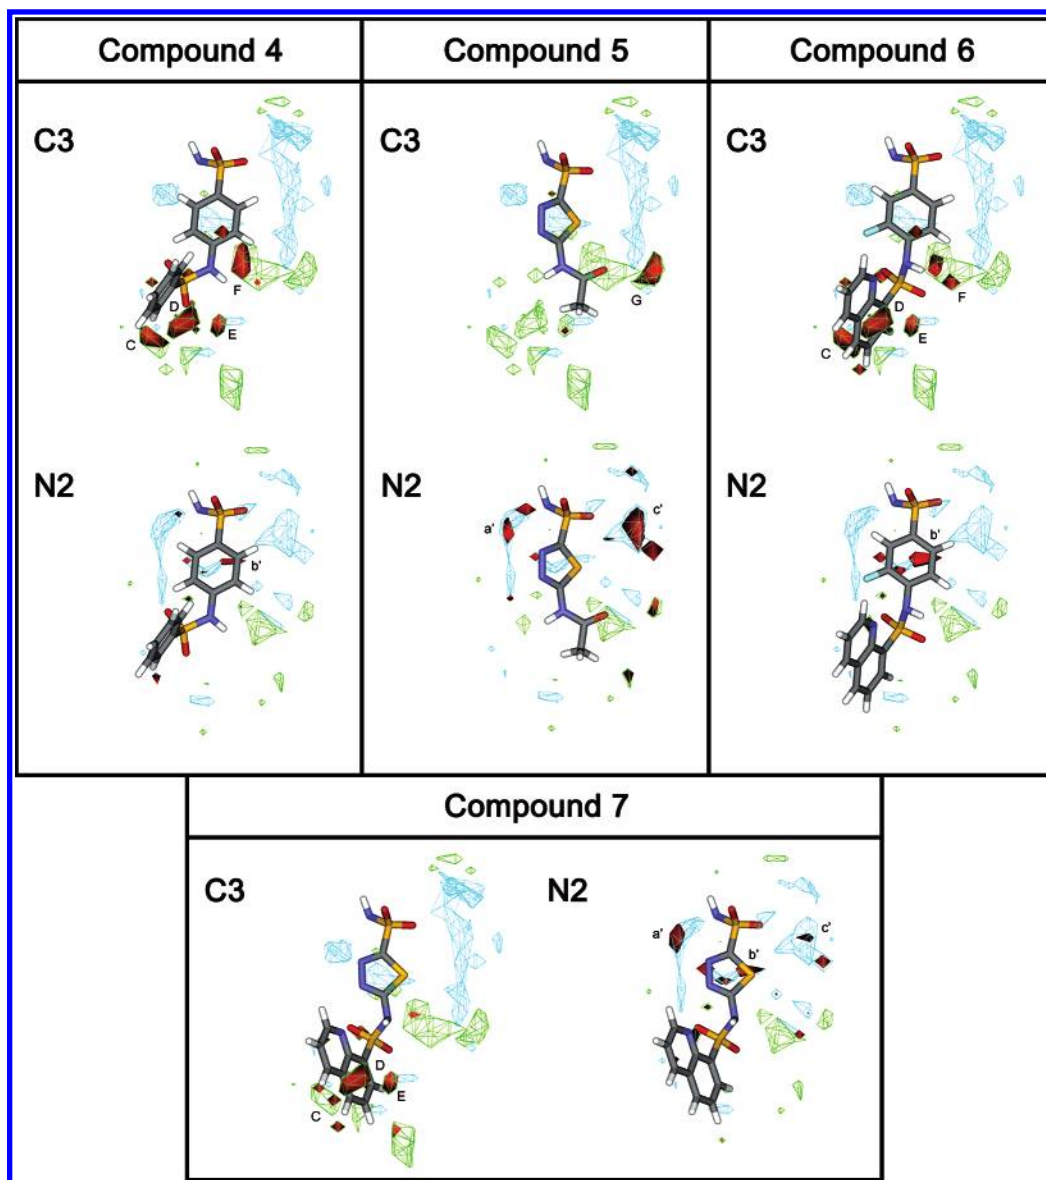 Compound 4
Compound 5
Compound 6
C3
C3
C3
F
D
C
E
G
F
D
C
E
N2
N2
N2
b'
a'
c'
b'
Compound 7
C3
N2
D
C
E
a'
b'
c'